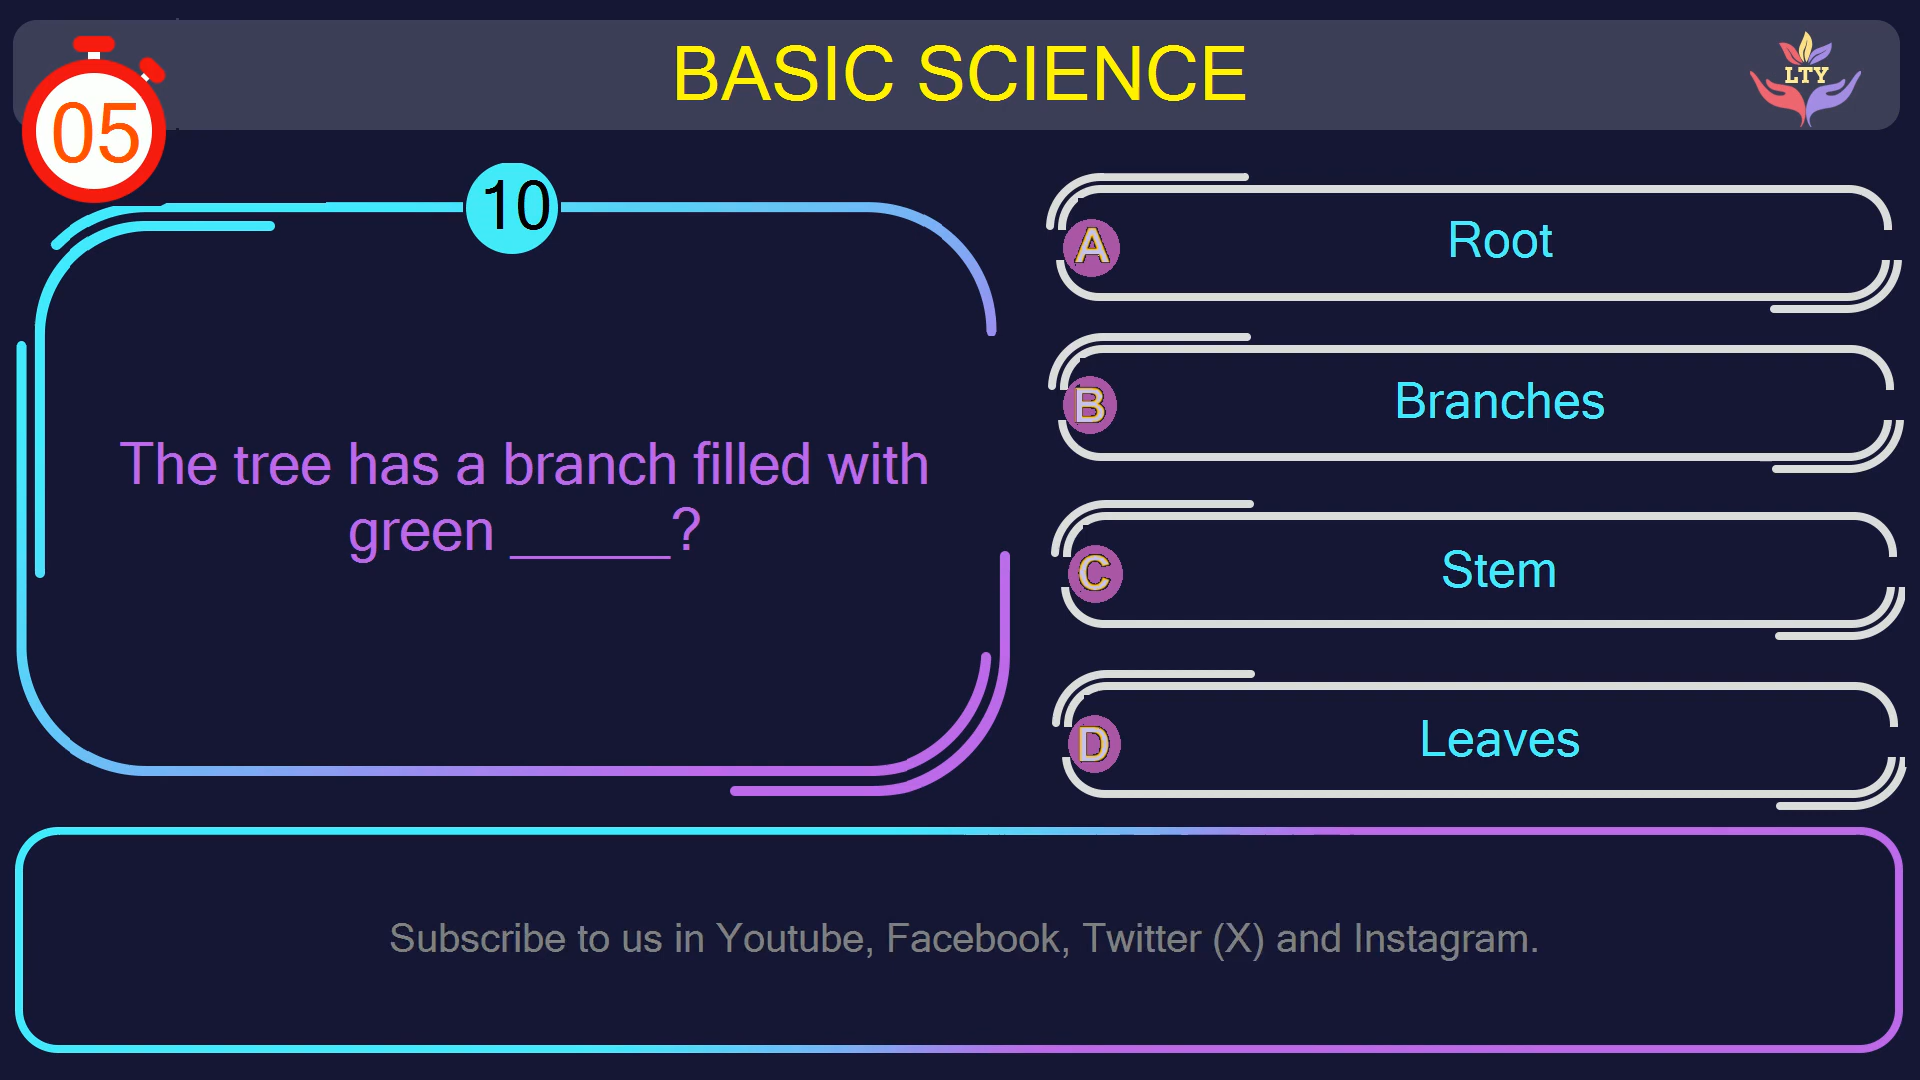 BASIC SCIENCE
LTY
05
10
The tree has a branch filled with
green ______?
A
Root
B
Branches
C
Stem
D
Leaves
Subscribe to us in Youtube, Facebook, Twitter (X) and Instagram.